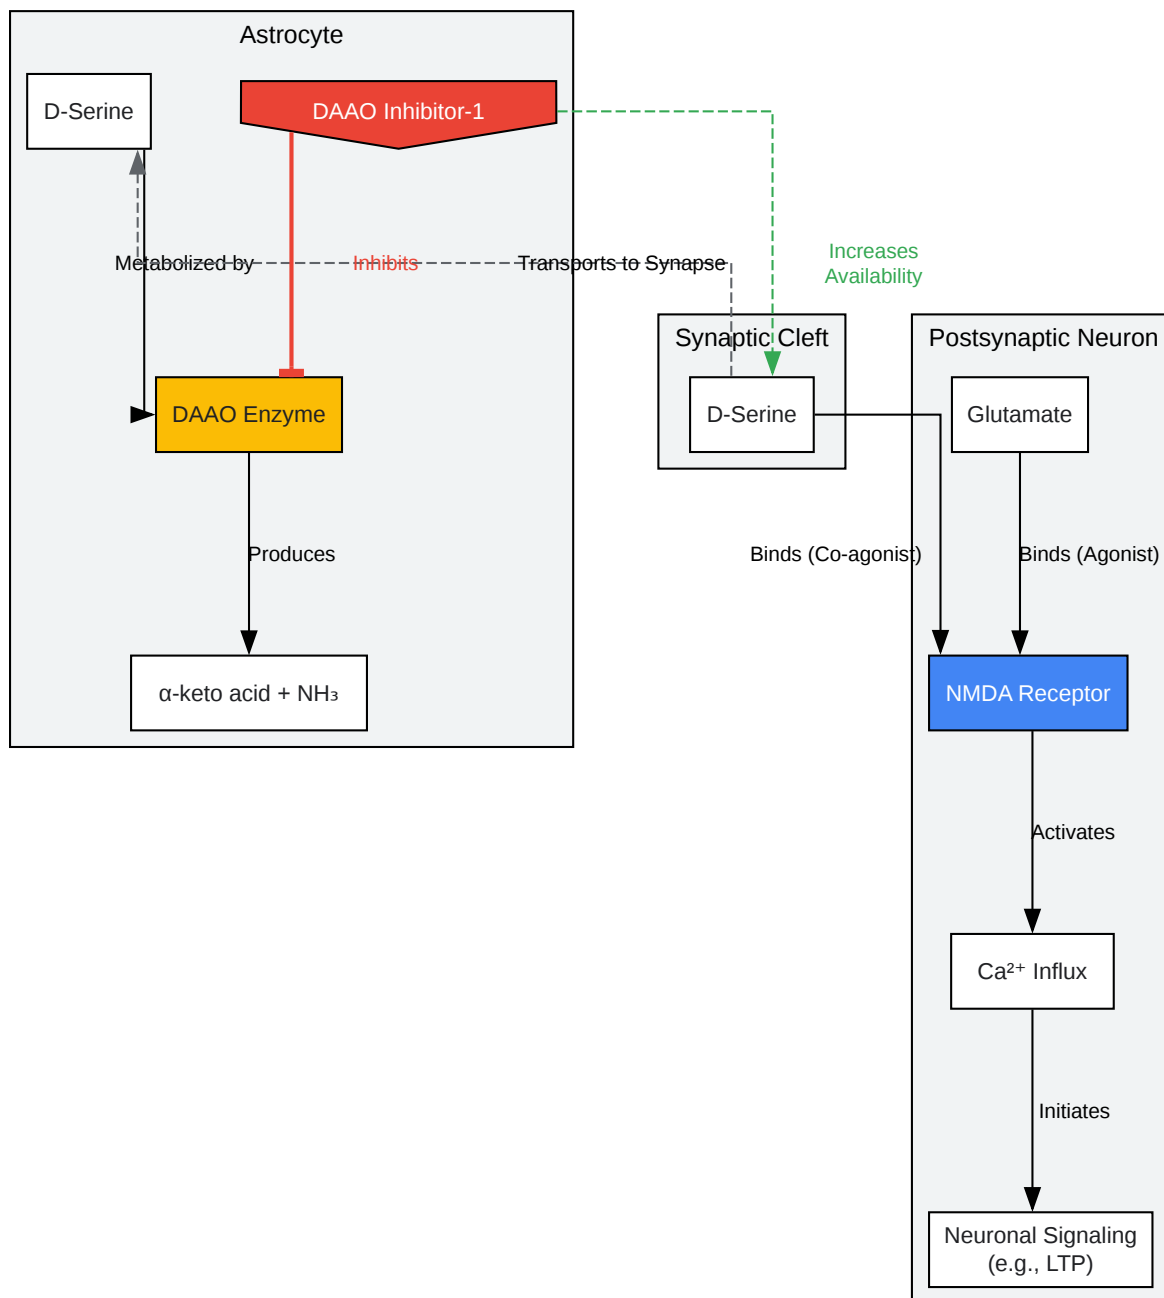 Astrocyte
D-Serine
DAAO Inhibitor-1
Metabolized by
Inhibits
Transports to Synapse
Increases
Availability
Synaptic Cleft
Postsynaptic Neuron
DAAO Enzyme
D-Serine
Glutamate
Produces
Binds (Co-agonist)
Binds (Agonist)
α-keto acid + NH₃
NMDA Receptor
Activates
Ca²⁺ Influx
Initiates
Neuronal Signaling
(e.g., LTP)